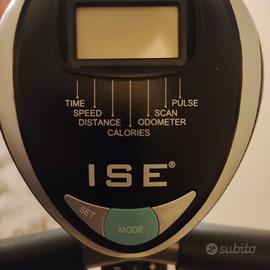 TIME
PULSE
SPEED
SCAN
DISTANCE
ODOMETER
CALORIES
ISE®
SET
MODE
subito